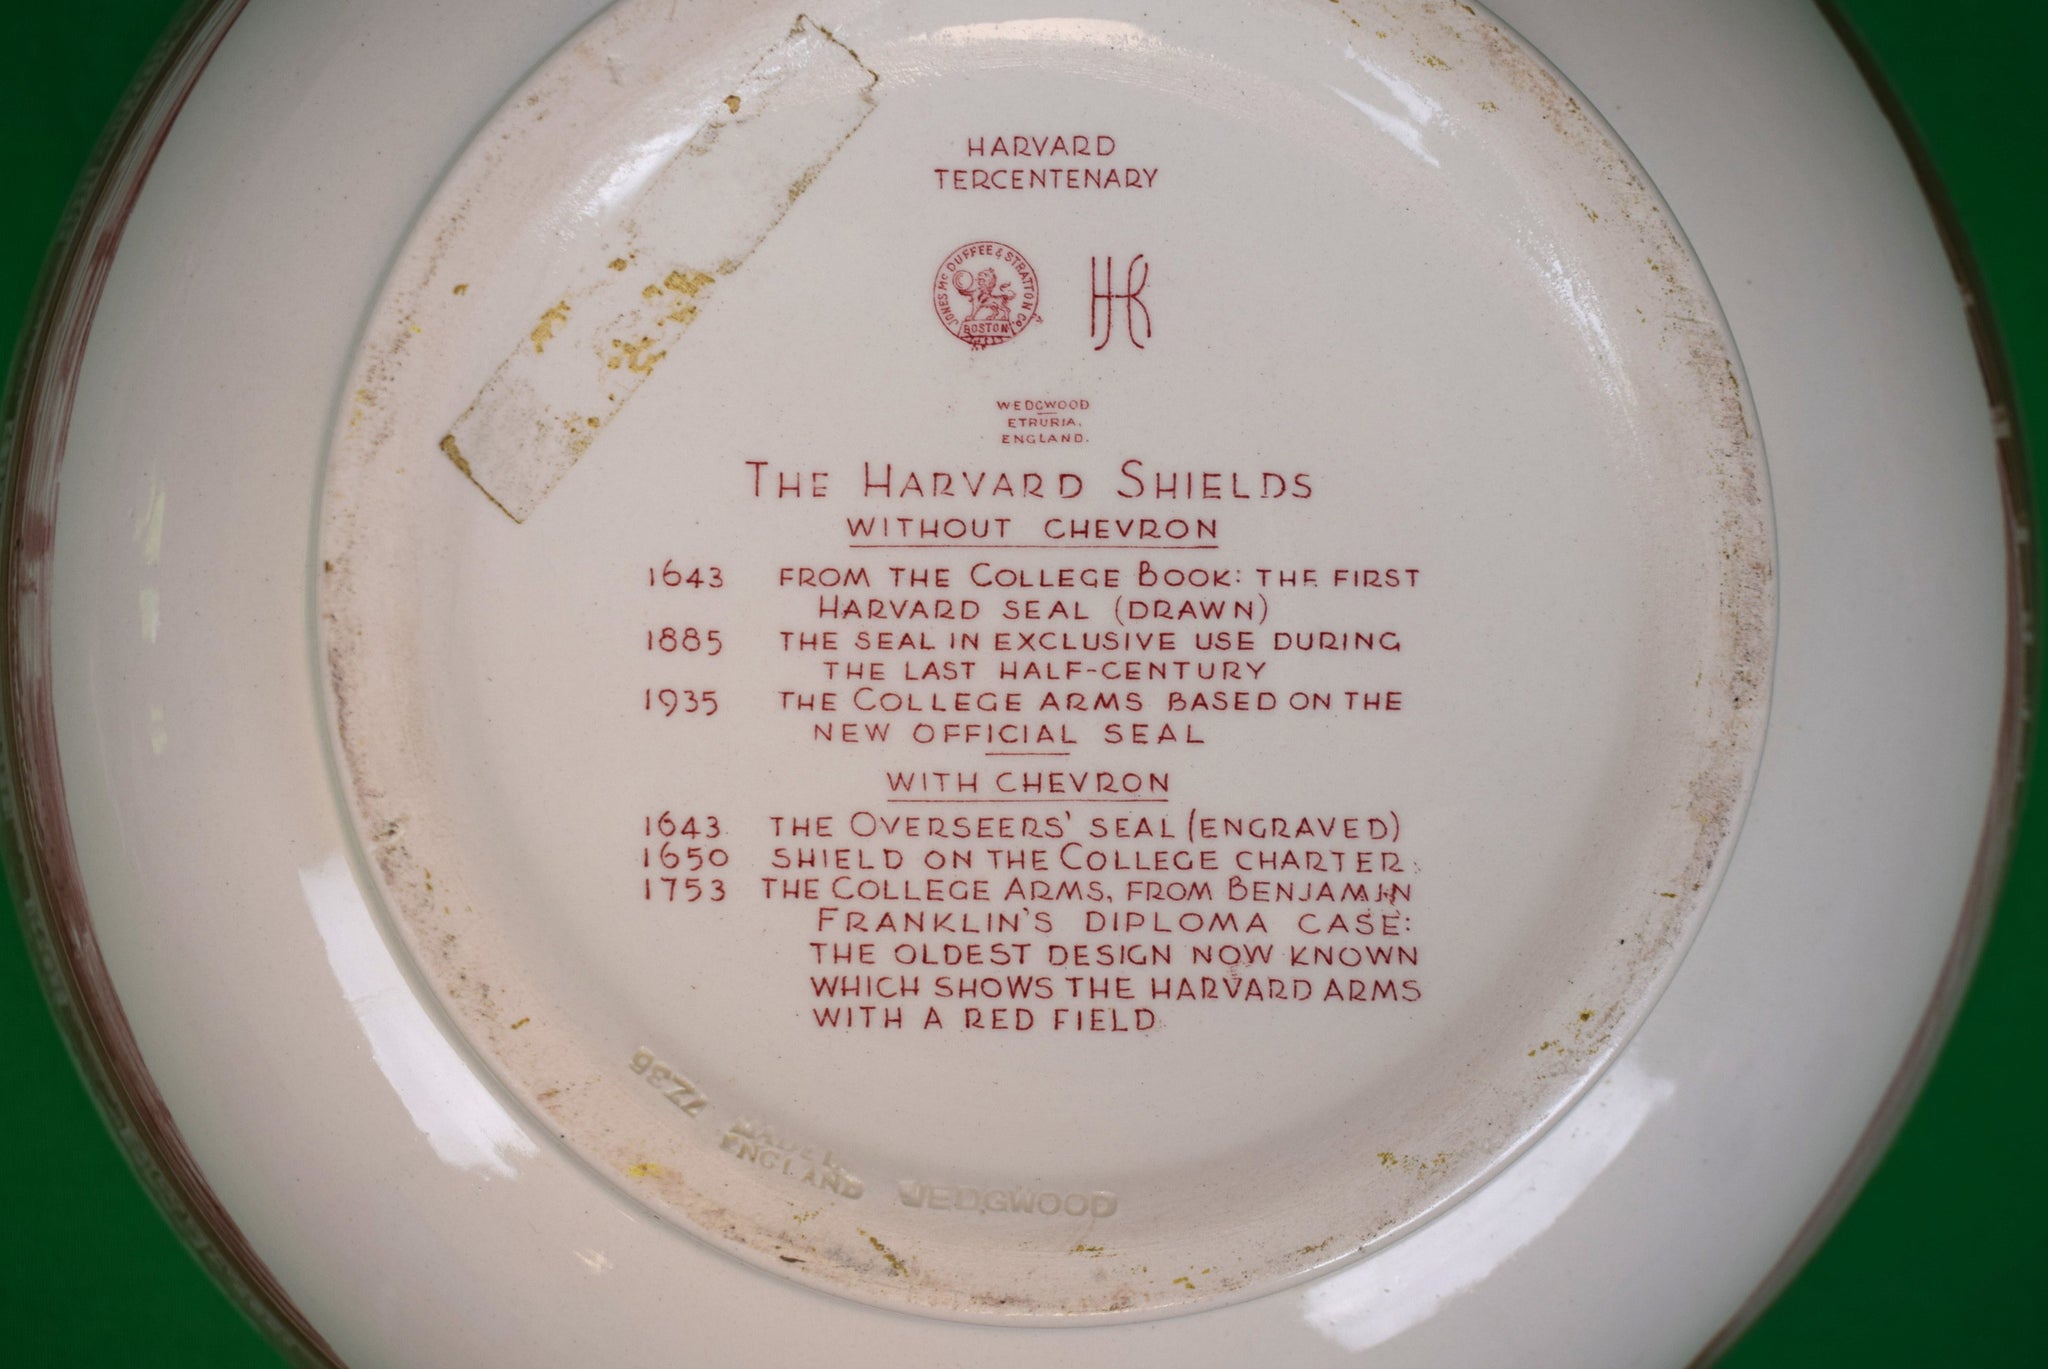 HARVARD
TERCENTENARY
JONES MCDUFFEE & STRATTON CO.
BOSTON
WEDGWOOD
ETRURIA,
ENGLAND.
THE HARVARD SHIELDS
WITHOUT CHEVRON
1643 FROM THE COLLEGE BOOK: THE FIRST
HARVARD SEAL (DRAWN)
1885 THE SEAL IN EXCLUSIVE USE DURING
THE LAST HALF-CENTURY
1935 THE COLLEGE ARMS BASED ON THE
NEW OFFICIAL SEAL
WITH CHEVRON
1643 THE OVERSEERS' SEAL (ENGRAVED)
1650 SHIELD ON THE COLLEGE CHARTER
1753 THE COLLEGE ARMS, FROM BENJAMIN
FRANKLIN'S DIPLOMA CASE:
THE OLDEST DESIGN NOW KNOWN
WHICH SHOWS THE HARVARD ARMS
WITH A RED FIELD
ENGLAND
WEDGWOOD